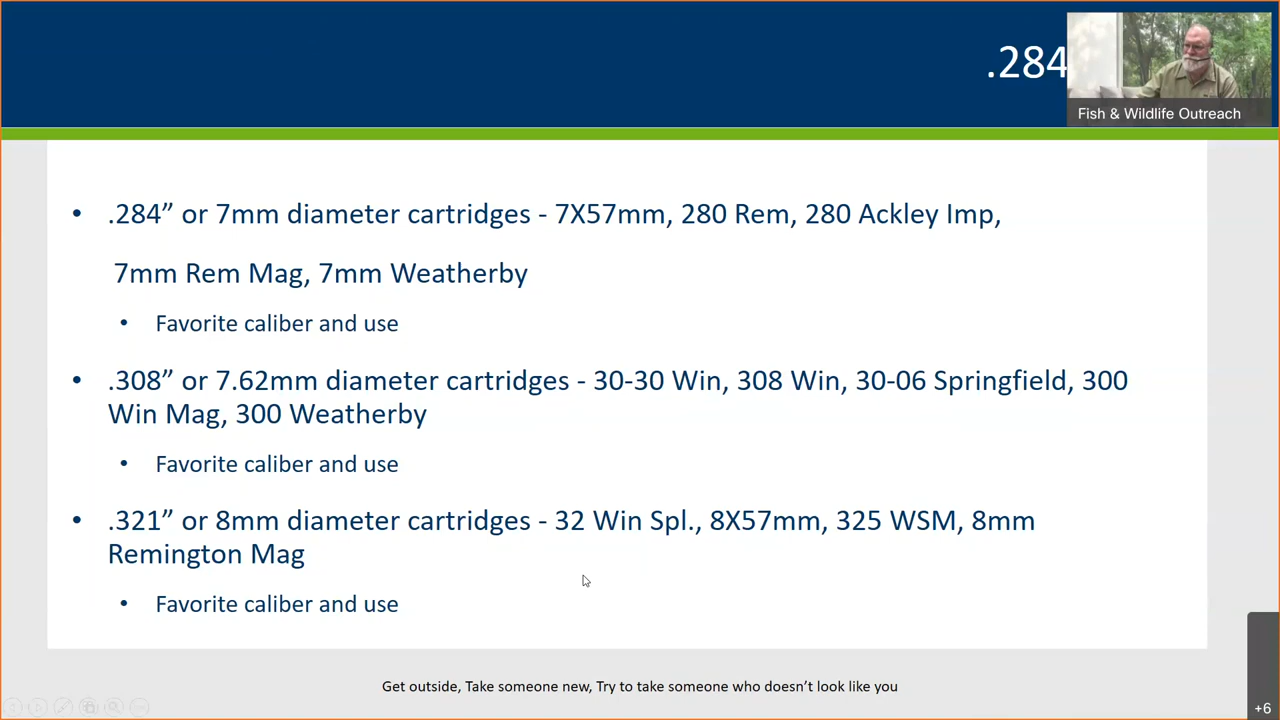 .284
Fish & Wildlife Outreach
• .284” or 7mm diameter cartridges - 7X57mm, 280 Rem, 280 Ackley Imp,
7mm Rem Mag, 7mm Weatherby
• Favorite caliber and use
• .308” or 7.62mm diameter cartridges - 30-30 Win, 308 Win, 30-06 Springfield, 300
Win Mag, 300 Weatherby
• Favorite caliber and use
• .321” or 8mm diameter cartridges - 32 Win Spl., 8X57mm, 325 WSM, 8mm
Remington Mag
• Favorite caliber and use
Get outside, Take someone new, Try to take someone who doesn’t look like you
+6